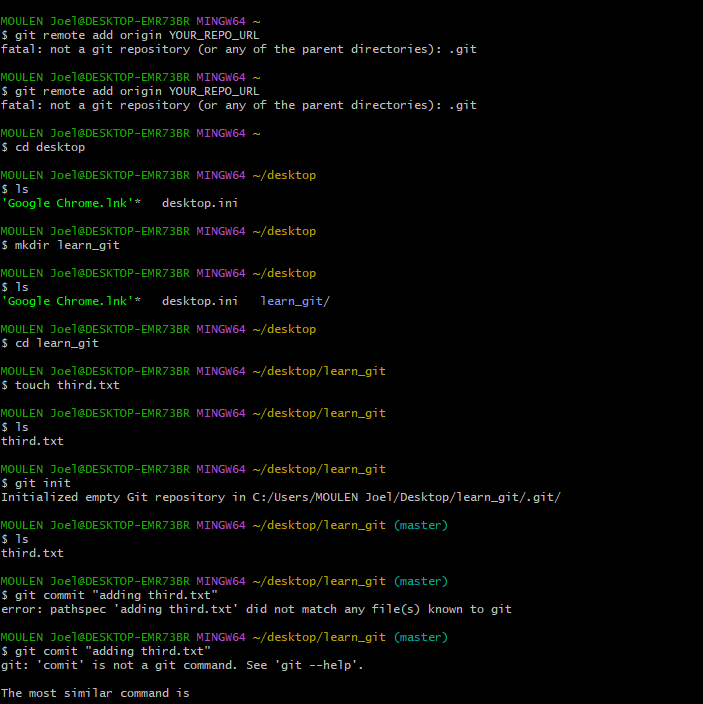 MOULEN Joel@DESKTOP-EMR73BR MINGW64 ~
$ git remote add origin YOUR_REPO_URL
fatal: not a git repository (or any of the parent directories): .git
MOULEN Joel@DESKTOP-EMR73BR MINGW64 ~
$ git remote add origin YOUR_REPO_URL
fatal: not a git repository (or any of the parent directories): .git
MOULEN Joel@DESKTOP-EMR73BR MINGW64 ~
$ cd desktop
MOULEN Joel@DESKTOP-EMR73BR MINGW64 ~/desktop
$ ls
'Google Chrome.lnk'*   desktop.ini
MOULEN Joel@DESKTOP-EMR73BR MINGW64 ~/desktop
$ mkdir learn_git
MOULEN Joel@DESKTOP-EMR73BR MINGW64 ~/desktop
$ ls
'Google Chrome.lnk'*   desktop.ini   learn_git/
MOULEN Joel@DESKTOP-EMR73BR MINGW64 ~/desktop
$ cd learn_git
MOULEN Joel@DESKTOP-EMR73BR MINGW64 ~/desktop/learn_git
$ touch third.txt
MOULEN Joel@DESKTOP-EMR73BR MINGW64 ~/desktop/learn_git
$ ls
third.txt
MOULEN Joel@DESKTOP-EMR73BR MINGW64 ~/desktop/learn_git
$ git init
Initialized empty Git repository in C:/Users/MOULEN Joel/Desktop/learn_git/.git/
MOULEN Joel@DESKTOP-EMR73BR MINGW64 ~/desktop/learn_git (master)
$ ls
third.txt
MOULEN Joel@DESKTOP-EMR73BR MINGW64 ~/desktop/learn_git (master)
$ git commit "adding third.txt"
error: pathspec 'adding third.txt' did not match any file(s) known to git
MOULEN Joel@DESKTOP-EMR73BR MINGW64 ~/desktop/learn_git (master)
$ git comit "adding third.txt"
git: 'comit' is not a git command. See 'git --help'.
The most similar command is